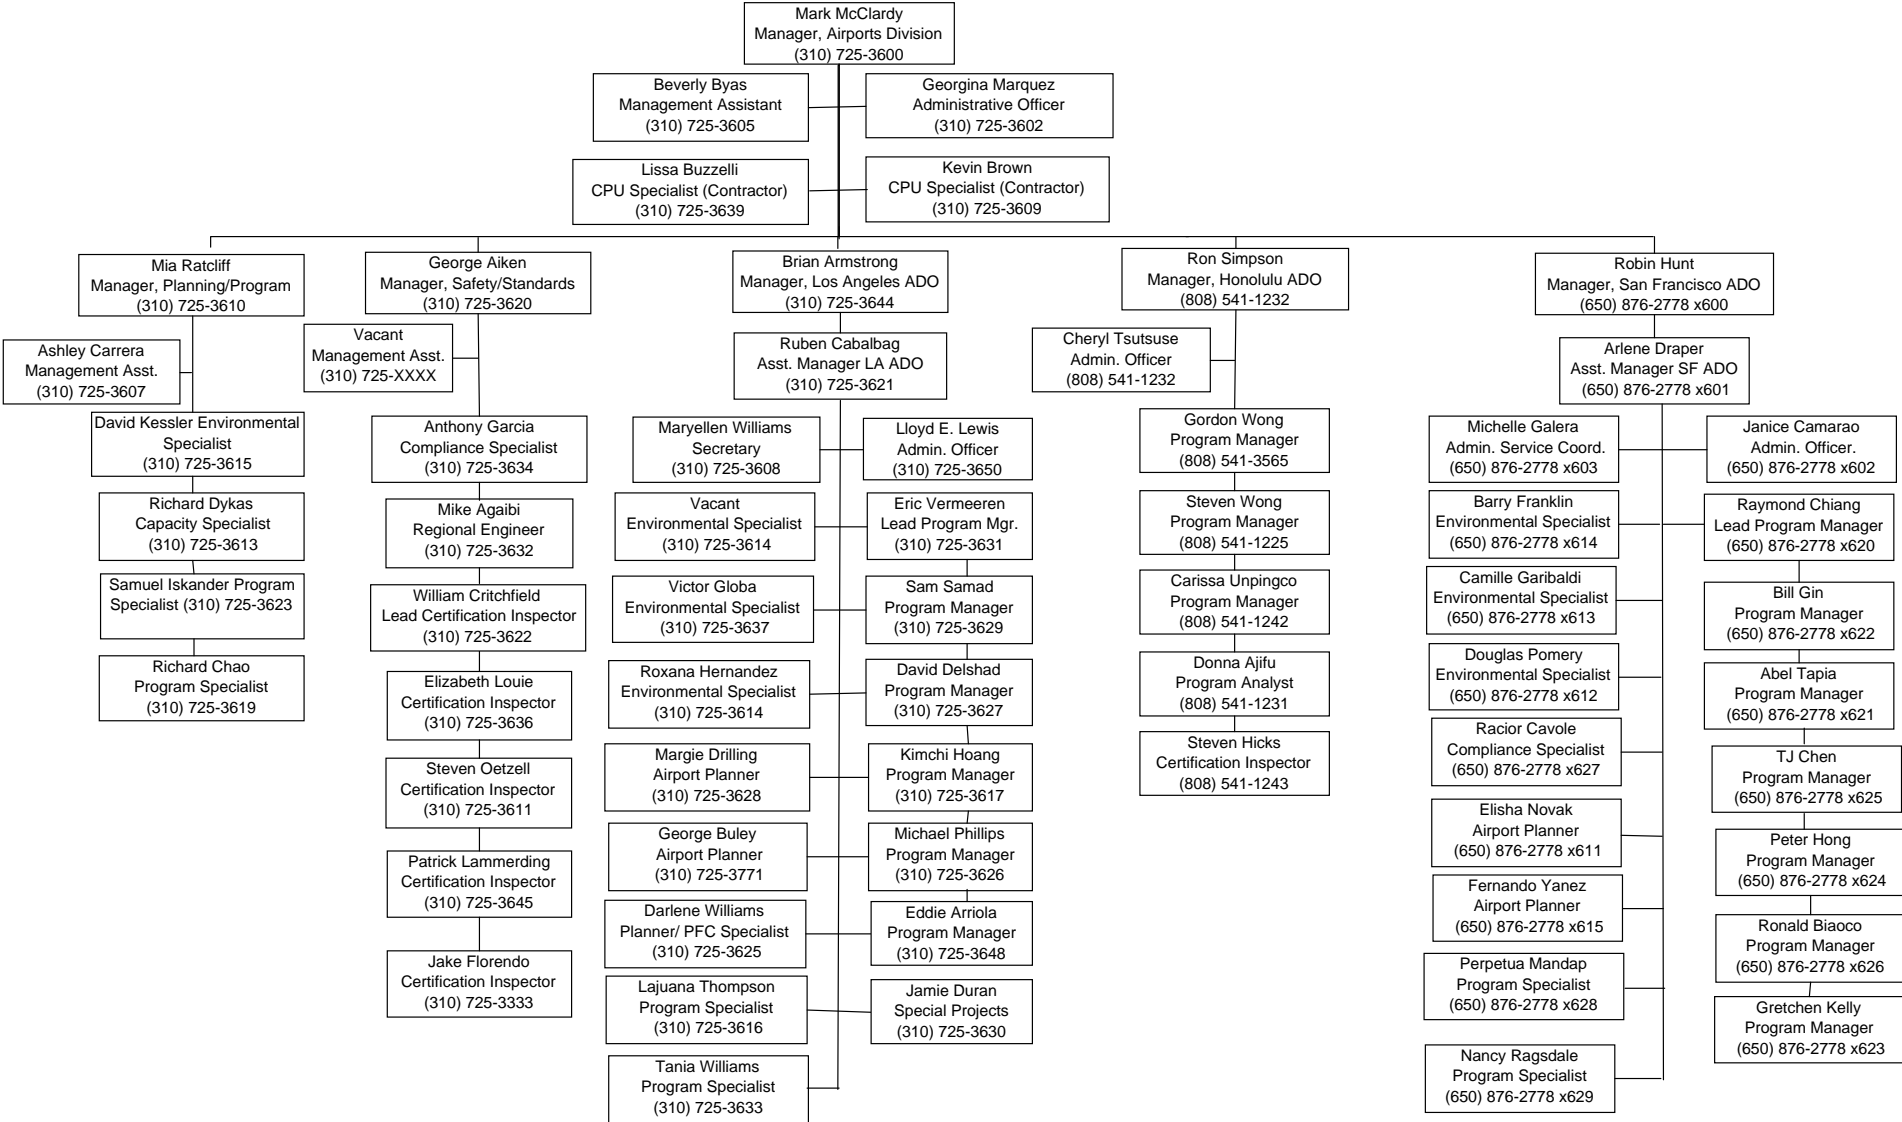 Mark McClardy
Manager, Airports Division
(310) 725-3600
Beverly Byas
Management Assistant
(310) 725-3605
Georgina Marquez
Administrative Officer
(310) 725-3602
Lissa Buzzelli
CPU Specialist (Contractor)
(310) 725-3639
Kevin Brown
CPU Specialist (Contractor)
(310) 725-3609
Mia Ratcliff
Manager, Planning/Program
(310) 725-3610
Ashley Carrera
Management Asst.
(310) 725-3607
David Kessler Environmental
Specialist
(310) 725-3615
Richard Dykas
Capacity Specialist
(310) 725-3613
Samuel Iskander Program
Specialist (310) 725-3623
Richard Chao
Program Specialist
(310) 725-3619
George Aiken
Manager, Safety/Standards
(310) 725-3620
Vacant
Management Asst.
(310) 725-XXXX
Anthony Garcia
Compliance Specialist
(310) 725-3634
Mike Agaibi
Regional Engineer
(310) 725-3632
William Critchfield
Lead Certification Inspector
(310) 725-3622
Elizabeth Louie
Certification Inspector
(310) 725-3636
Steven Oetzell
Certification Inspector
(310) 725-3611
Patrick Lammerding
Certification Inspector
(310) 725-3645
Jake Florendo
Certification Inspector
(310) 725-3333
Brian Armstrong
Manager, Los Angeles ADO
(310) 725-3644
Ruben Cabalbag
Asst. Manager LA ADO
(310) 725-3621
Maryellen Williams
Secretary
(310) 725-3608
Lloyd E. Lewis
Admin. Officer
(310) 725-3650
Vacant
Environmental Specialist
(310) 725-3614
Eric Vermeeren
Lead Program Mgr.
(310) 725-3631
Victor Globa
Environmental Specialist
(310) 725-3637
Sam Samad
Program Manager
(310) 725-3629
Roxana Hernandez
Environmental Specialist
(310) 725-3614
David Delshad
Program Manager
(310) 725-3627
Margie Drilling
Airport Planner
(310) 725-3628
Kimchi Hoang
Program Manager
(310) 725-3617
George Buley
Airport Planner
(310) 725-3771
Michael Phillips
Program Manager
(310) 725-3626
Darlene Williams
Planner/ PFC Specialist
(310) 725-3625
Eddie Arriola
Program Manager
(310) 725-3648
Lajuana Thompson
Program Specialist
(310) 725-3616
Jamie Duran
Special Projects
(310) 725-3630
Tania Williams
Program Specialist
(310) 725-3633
Ron Simpson
Manager, Honolulu ADO
(808) 541-1232
Cheryl Tsutsuse
Admin. Officer
(808) 541-1232
Gordon Wong
Program Manager
(808) 541-3565
Steven Wong
Program Manager
(808) 541-1225
Carissa Unpingco
Program Manager
(808) 541-1242
Donna Ajifu
Program Analyst
(808) 541-1231
Steven Hicks
Certification Inspector
(808) 541-1243
Robin Hunt
Manager, San Francisco ADO
(650) 876-2778 x600
Arlene Draper
Asst. Manager SF ADO
(650) 876-2778 x601
Michelle Galera
Admin. Service Coord.
(650) 876-2778 x603
Janice Camarao
Admin. Officer.
(650) 876-2778 x602
Barry Franklin
Environmental Specialist
(650) 876-2778 x614
Raymond Chiang
Lead Program Manager
(650) 876-2778 x620
Camille Garibaldi
Environmental Specialist
(650) 876-2778 x613
Bill Gin
Program Manager
(650) 876-2778 x622
Douglas Pomery
Environmental Specialist
(650) 876-2778 x612
Abel Tapia
Program Manager
(650) 876-2778 x621
Racior Cavole
Compliance Specialist
(650) 876-2778 x627
TJ Chen
Program Manager
(650) 876-2778 x625
Elisha Novak
Airport Planner
(650) 876-2778 x611
Peter Hong
Program Manager
(650) 876-2778 x624
Fernando Yanez
Airport Planner
(650) 876-2778 x615
Ronald Biaoco
Program Manager
(650) 876-2778 x626
Perpetua Mandap
Program Specialist
(650) 876-2778 x628
Gretchen Kelly
Program Manager
(650) 876-2778 x623
Nancy Ragsdale
Program Specialist
(650) 876-2778 x629